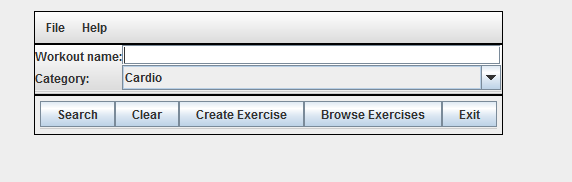 File Help
Workout name:
Category: Cardio
Search Clear Create Exercise Browse Exercises Exit